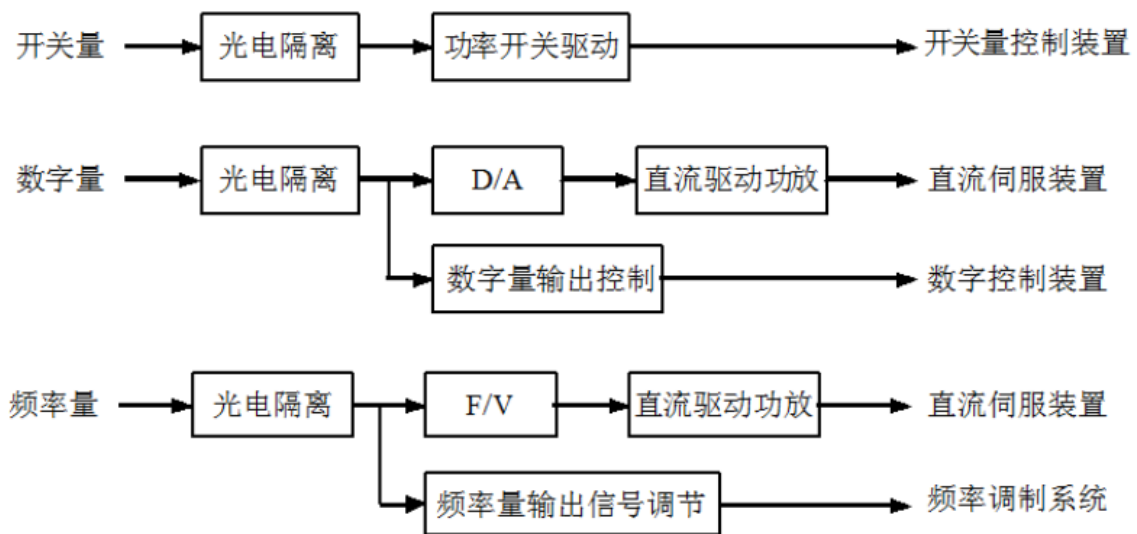 开关量 光电隔离 功率开关驱动 开关量控制装置
数字量 光电隔离 D/A 直流驱动功放 直流伺服装置
数字量输出控制 数字控制装置
频率量 光电隔离 F/V 直流驱动功放 直流伺服装置
频率量输出信号调节 频率调制系统